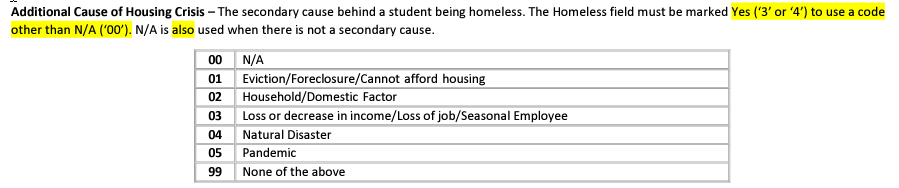 Additional Cause of Housing Crisis – The secondary cause behind a student being homeless. The Homeless field must be marked Yes (‘3’ or ‘4’) to use a code
other than N/A (‘00’). N/A is also used when there is not a secondary cause.
00 N/A
01 Eviction/Foreclosure/Cannot afford housing
02 Household/Domestic Factor
03 Loss or decrease in income/Loss of job/Seasonal Employee
04 Natural Disaster
05 Pandemic
99 None of the above